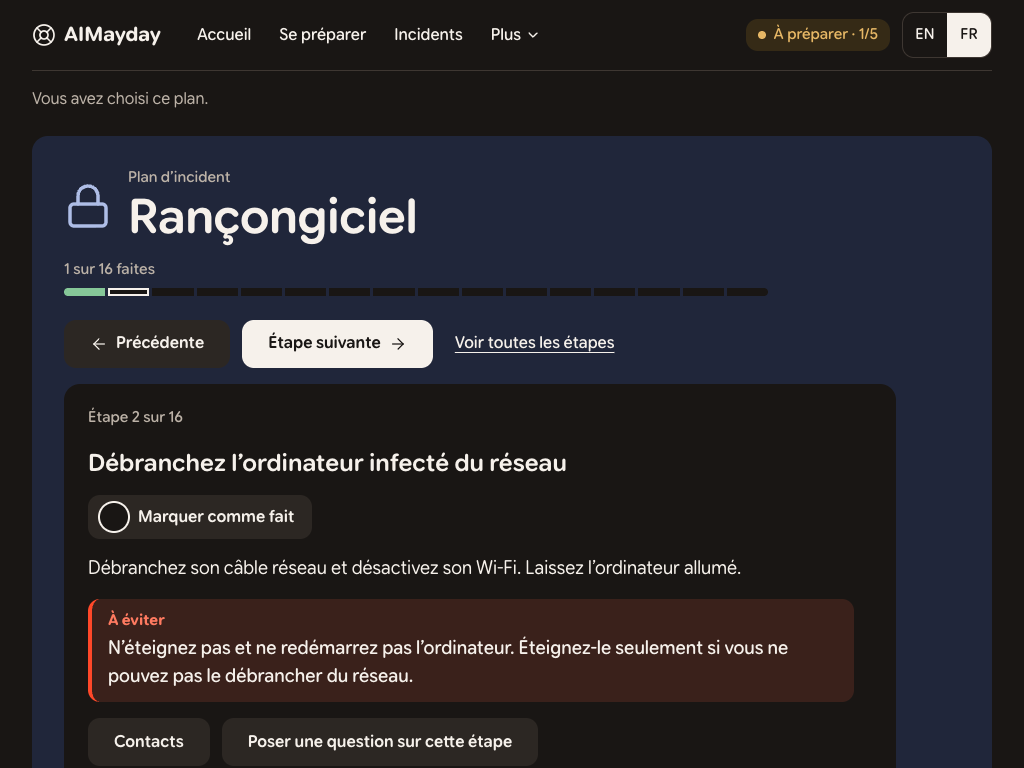 AIMayday
Accueil
Se préparer
Incidents
Plus
À préparer · 1/5
EN
FR
Vous avez choisi ce plan.
Plan d’incident
Rançongiciel
1 sur 16 faites
← Précédente
Étape suivante →
Voir toutes les étapes
Étape 2 sur 16
Débranchez l’ordinateur infecté du réseau
Marquer comme fait
Débranchez son câble réseau et désactivez son Wi-Fi. Laissez l’ordinateur allumé.
À éviter
N’éteignez pas et ne redémarrez pas l’ordinateur. Éteignez-le seulement si vous ne
pouvez pas le débrancher du réseau.
Contacts
Poser une question sur cette étape